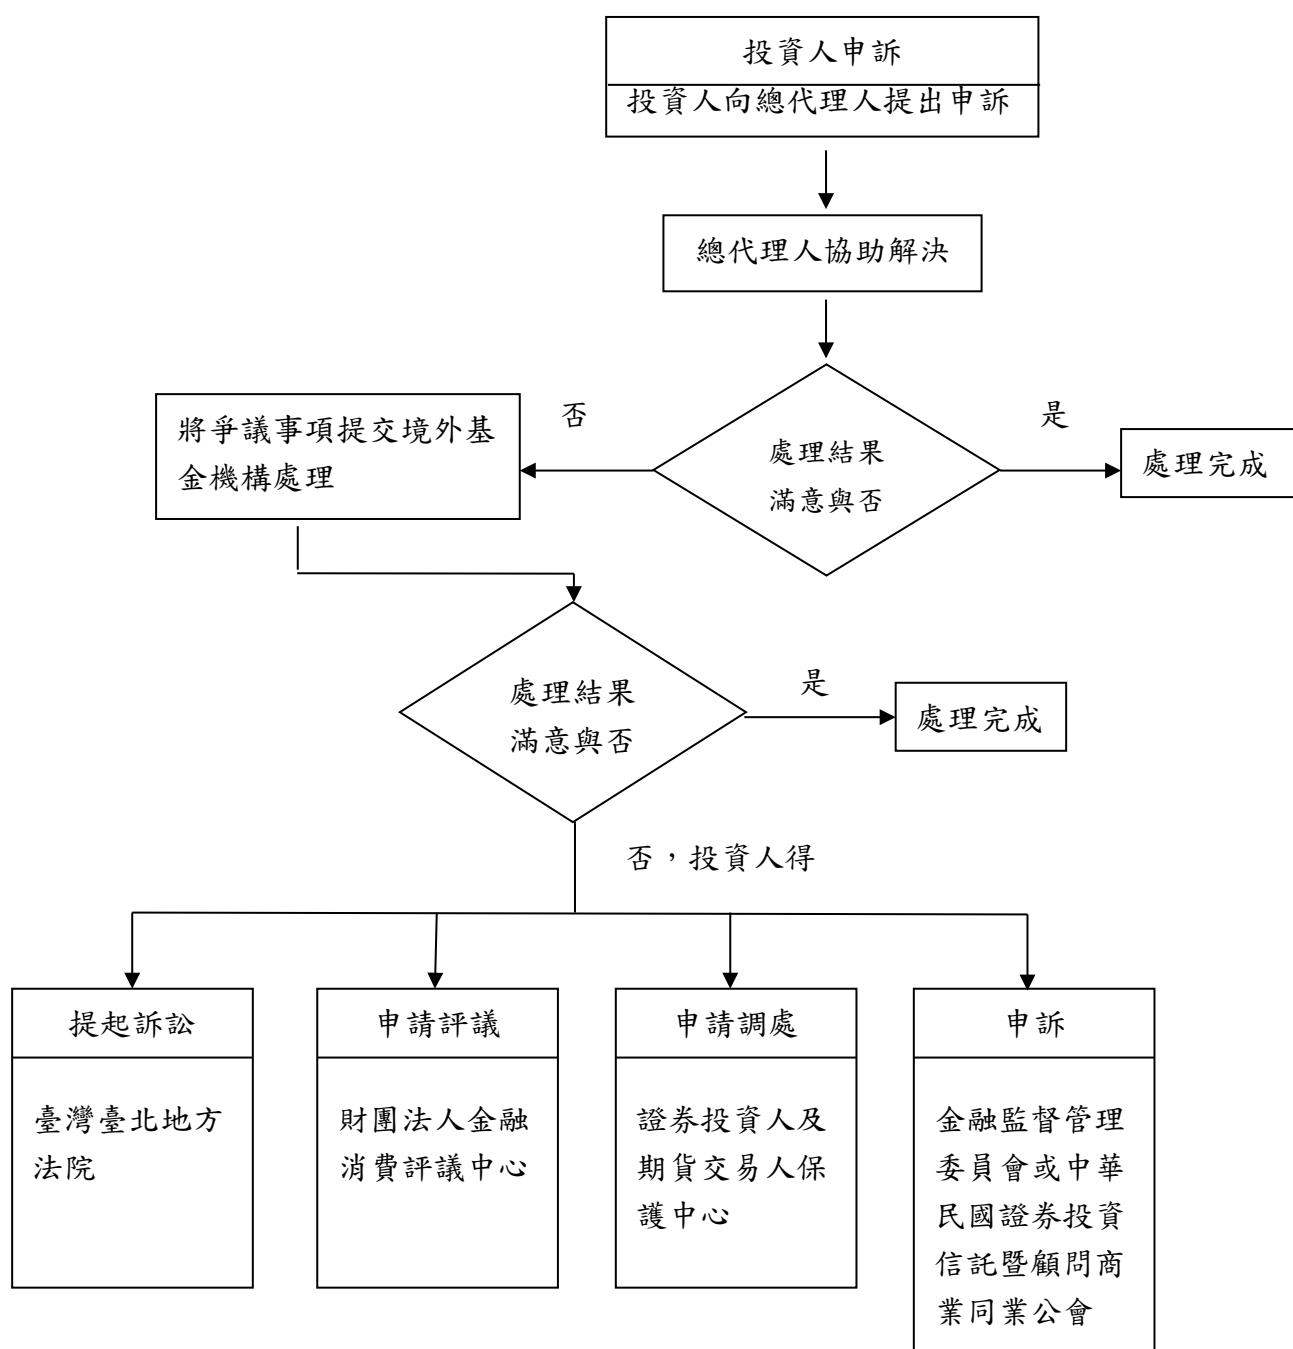 投資人申訴
投資人向總代理人提出申訴
總代理人協助解決
否
是
將爭議事項提交境外基
金機構處理
處理結果
滿意與否
處理完成
處理結果
滿意與否
是
處理完成
否，投資人得
提起訴訟
臺灣臺北地方
法院
申請評議
財團法人金融
消費評議中心
申請調處
證券投資人及
期貨交易人保
護中心
申訴
金融監督管理
委員會或中華
民國證券投資
信託暨顧問商
業同業公會